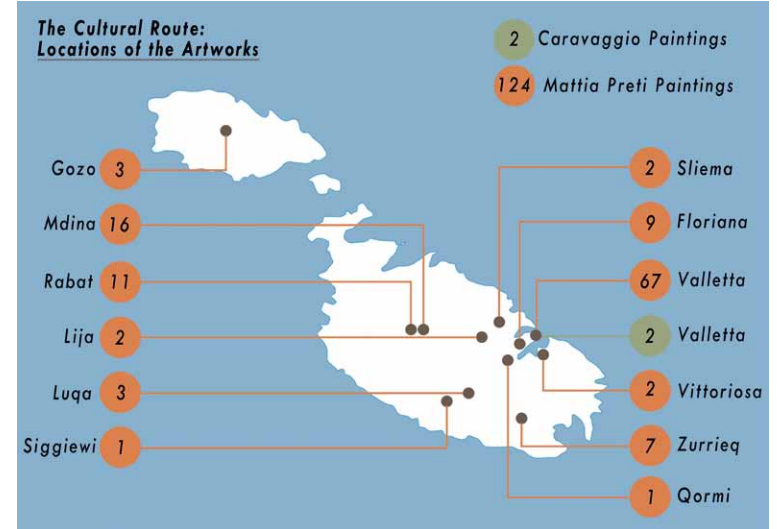 The Cultural Route:
Locations of the Artworks
2 Caravaggio Paintings
124 Mattia Preti Paintings
Gozo 3
Mdina 16
Rabat 11
Lija 2
Luqa 3
Siggiewi 1
2 Sliema
9 Floriana
67 Valletta
2 Valletta
2 Vittoriosa
7 Zurrieq
1 Qormi